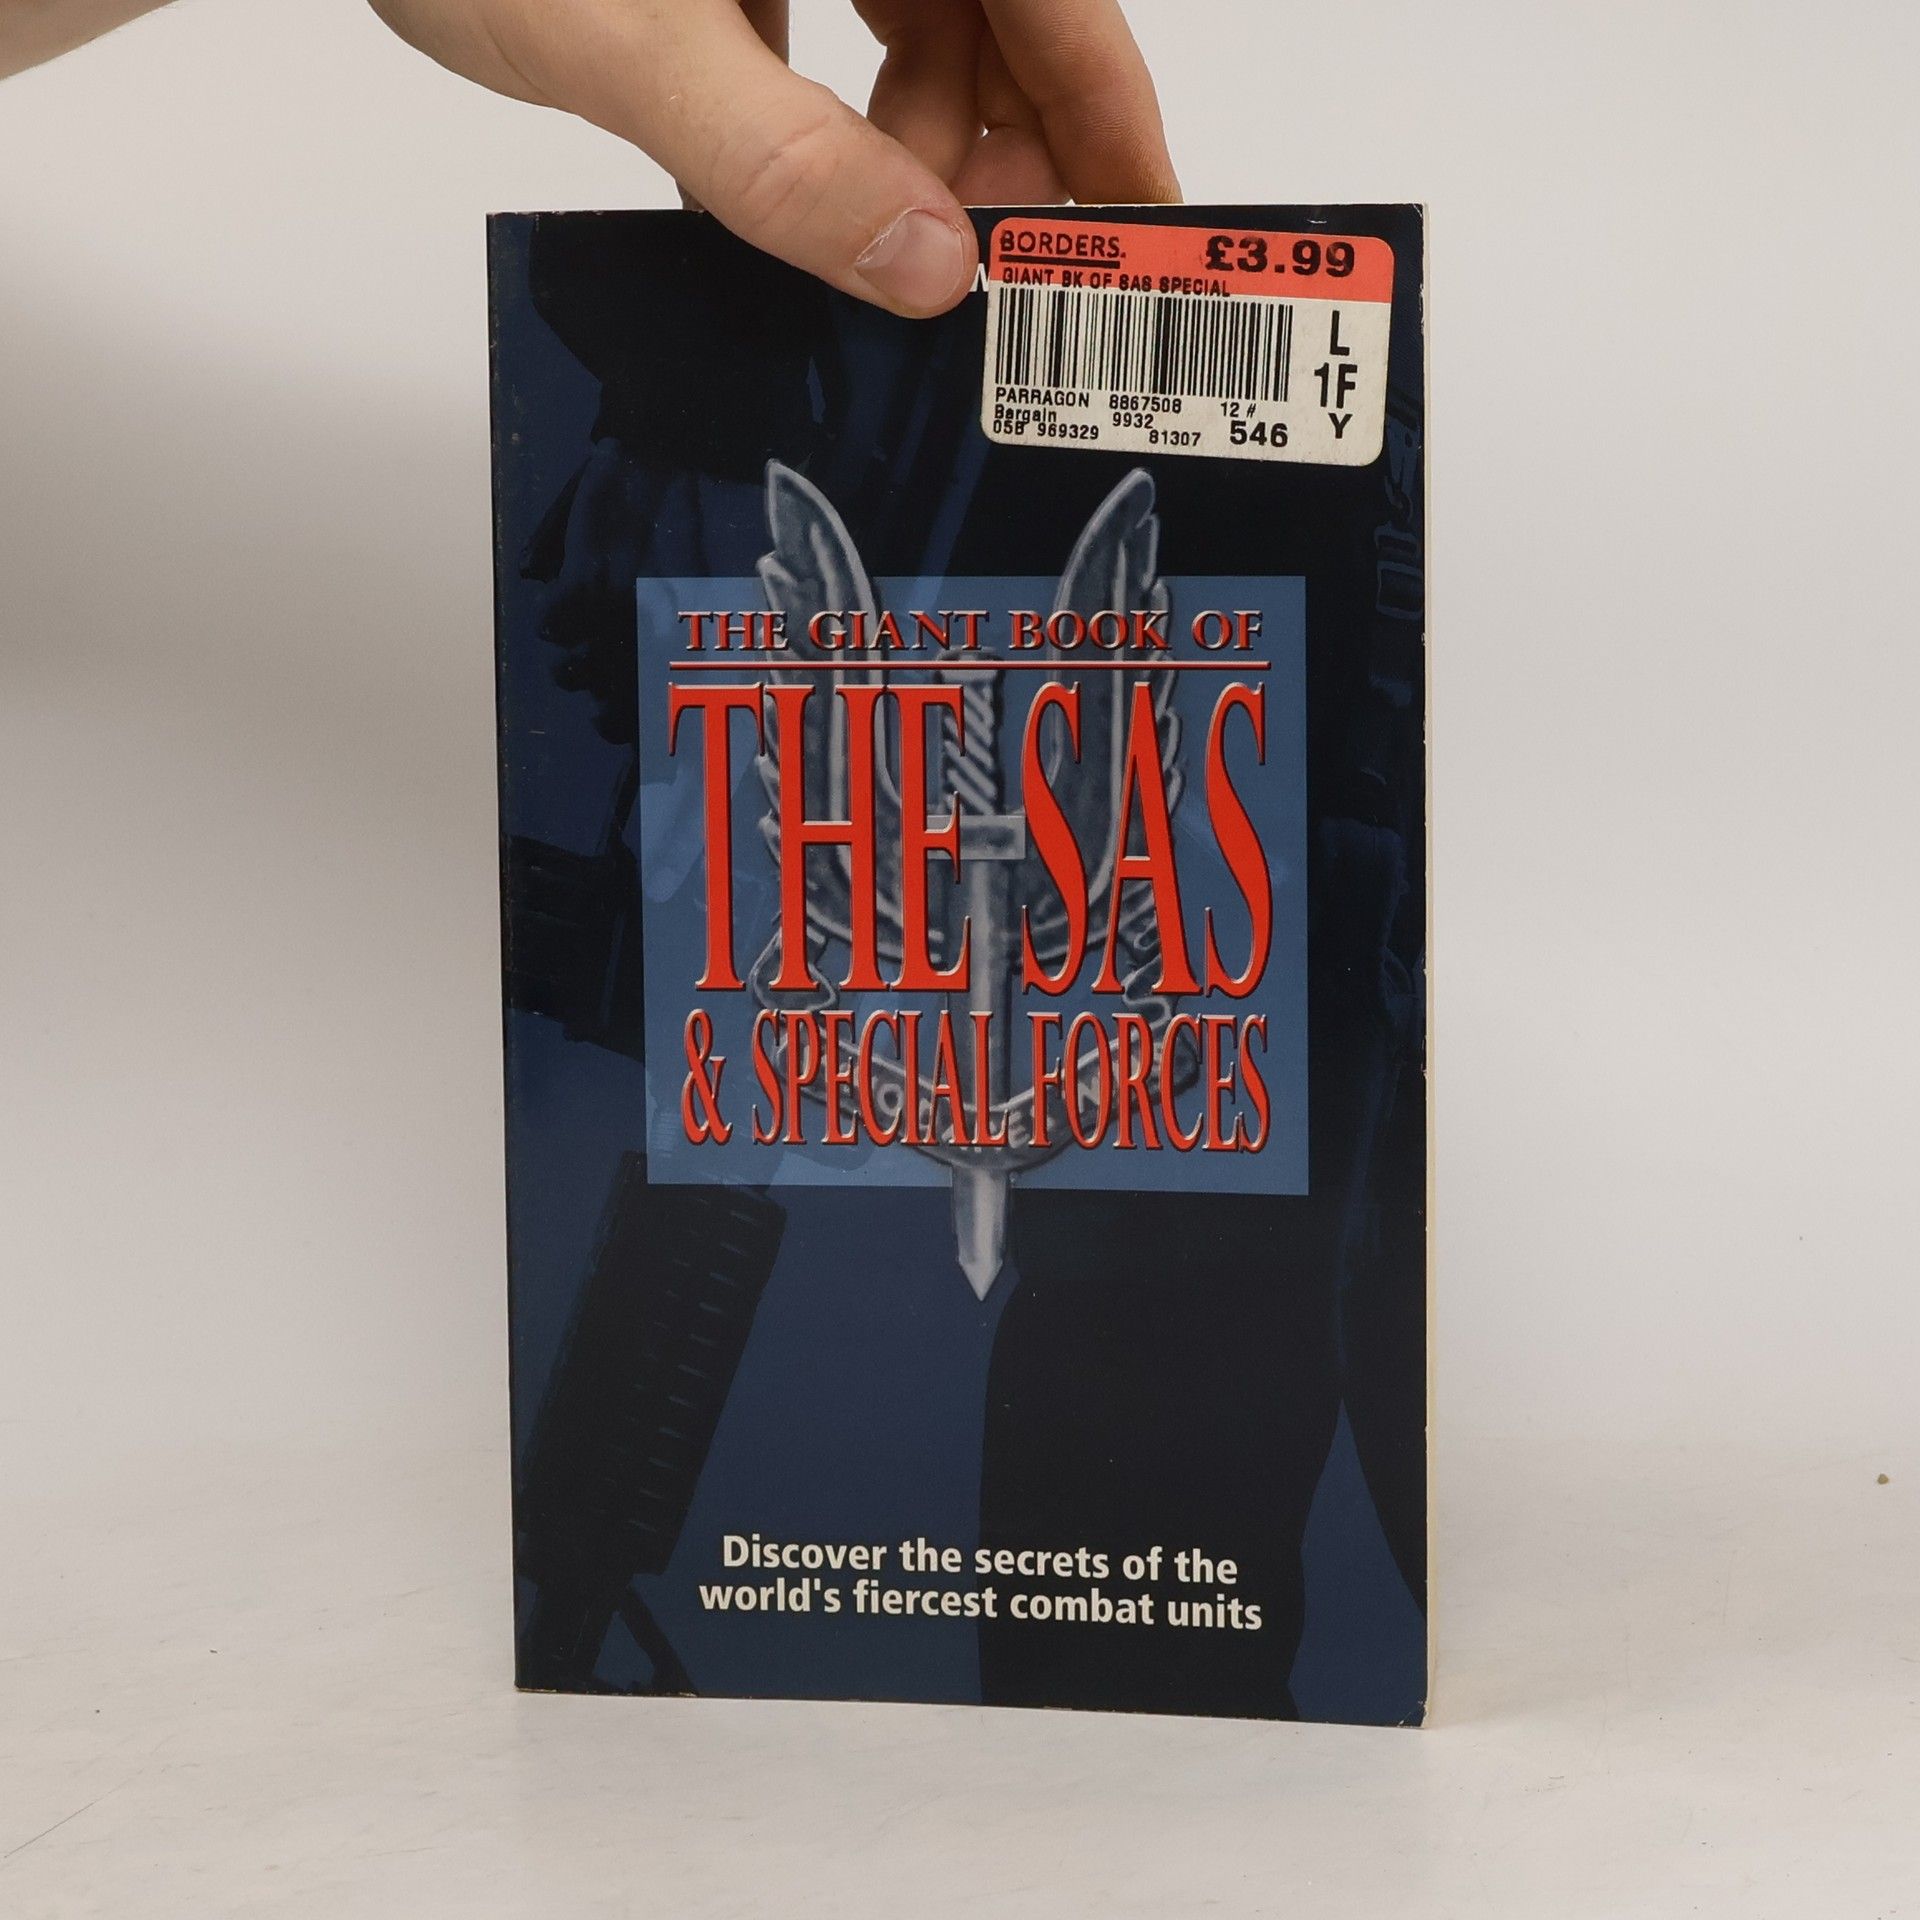 BORDERS. £3.99
GIANT BK OF SAS SPECIAL
L
1F
Y
PARRAGON 8867508 12 #
Bargain 9932 546
05B 969329 81307
THE GIANT BOOK OF
THE SAS
& SPECIAL FORCES
Discover the secrets of the
world's fiercest combat units